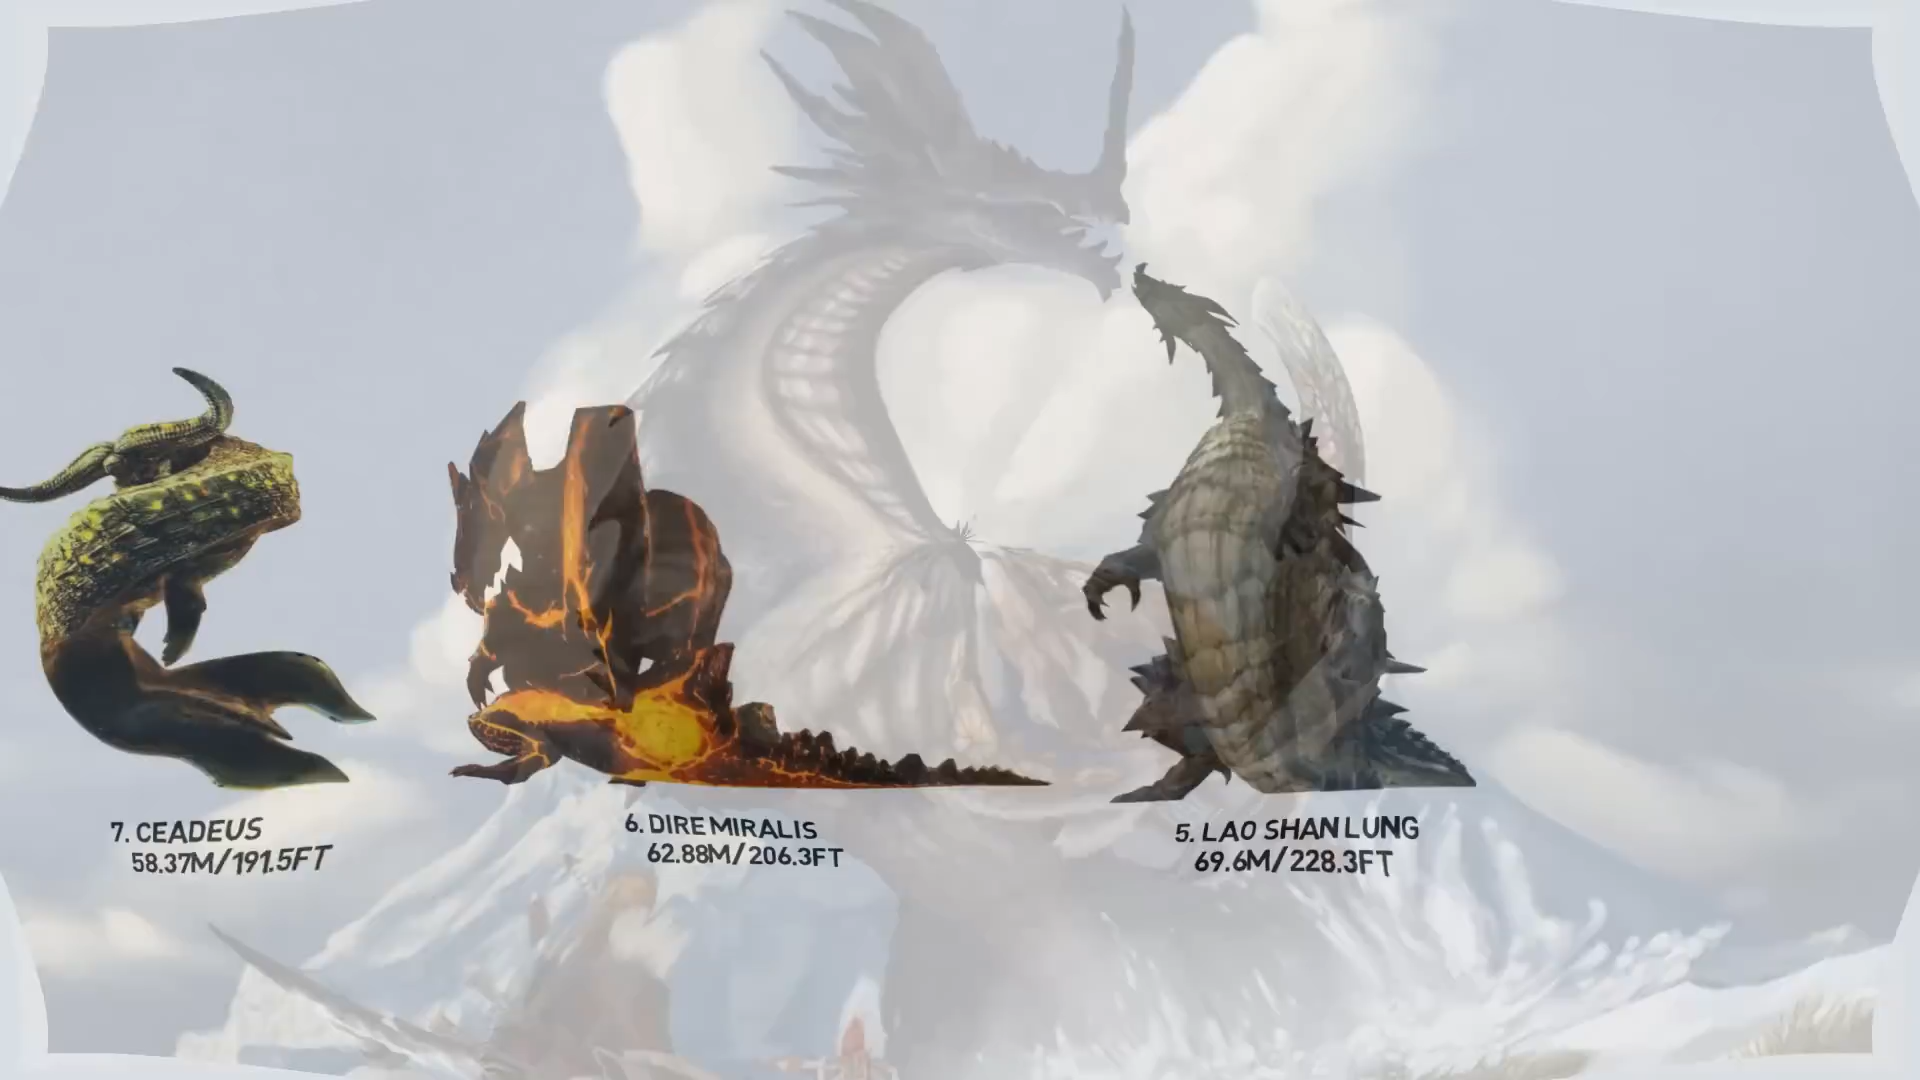 7. CEADEUS
58.37M/191.5FT
6. DIRE MIRALIS
62.88M/206.3FT
5. LAO SHAN LUNG
69.6M/228.3FT